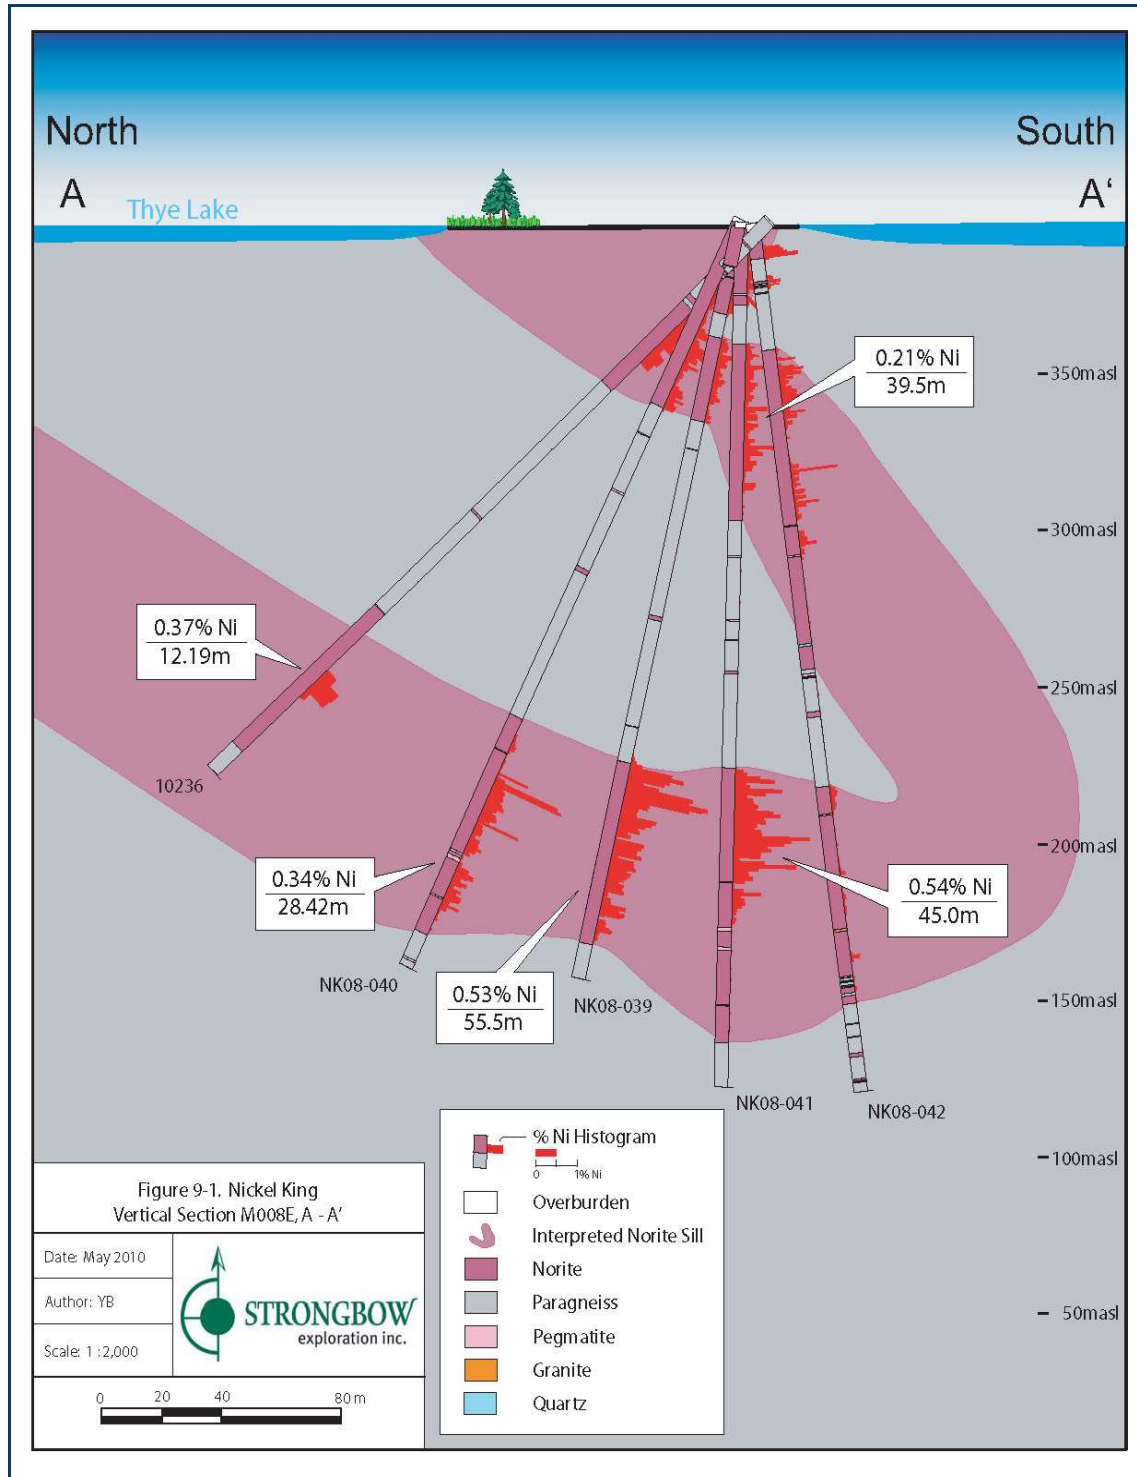 North
South
A
A'
Thye Lake
350masl
0.21% Ni
39.5m
300masl
0.37% Ni
12.19m
250masl
10236
200masl
0.34% Ni
28.42m
0.54% Ni
45.0m
NK08-040
0.53% Ni
55.5m
NK08-039
150masl
NK08-041
NK08-042
100masl
50masl
% Ni Histogram
0 1% Ni
Overburden
Interpreted Norite Sill
Norite
Paragneiss
Pegmatite
Granite
Quartz
Figure 9-1. Nickel King
Vertical Section M008E, A - A'
Date: May 2010
Author: YB
Scale: 1 :2,000
STRONGBOW
exploration inc.
0 20 40 80 m